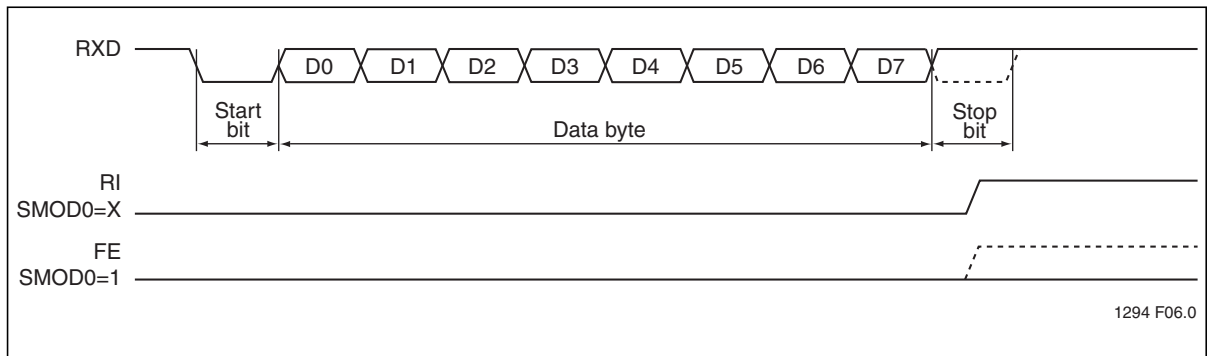 RXD
D0 D1 D2 D3 D4 D5 D6 D7
Start
bit
Data byte
Stop
bit
RI
SMOD0=X
FE
SMOD0=1
1294 F06.0